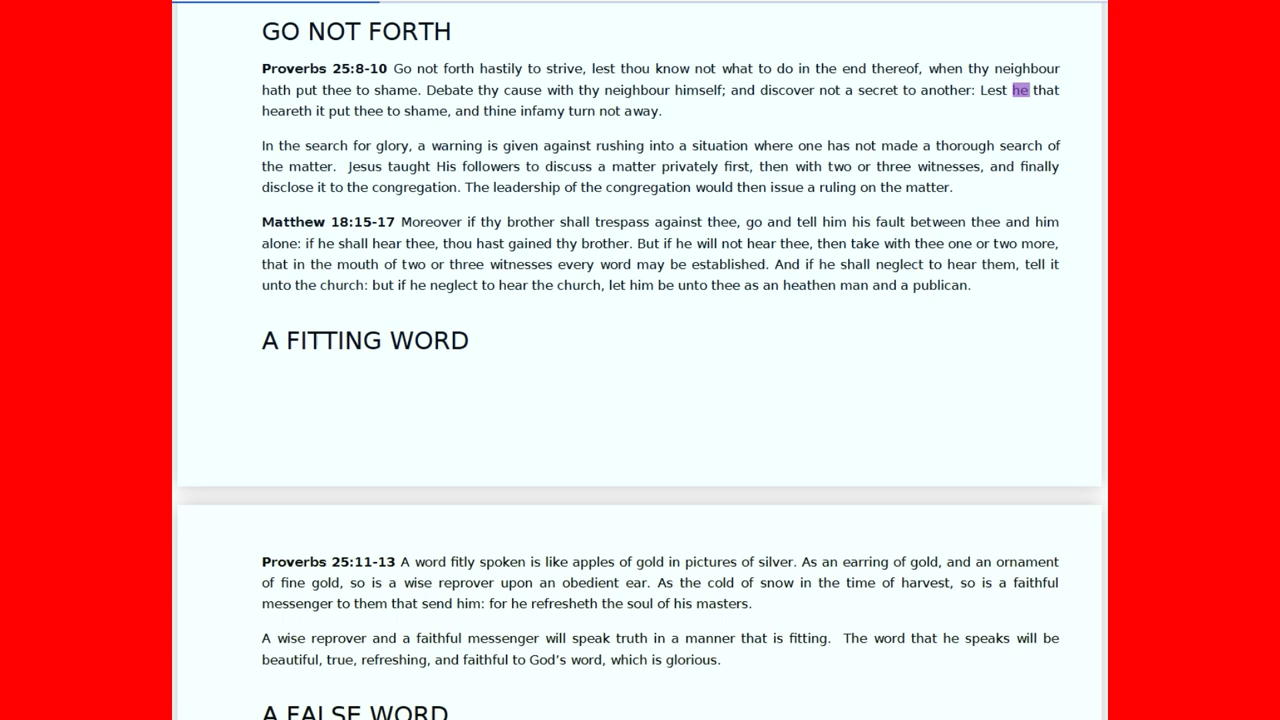 GO NOT FORTH
Proverbs 25:8-10 Go not forth hastily to strive, lest thou know not what to do in the end thereof, when thy neighbour
hath put thee to shame. Debate thy cause with thy neighbour himself; and discover not a secret to another: Lest he that
heareth it put thee to shame, and thine infamy turn not away.
In the search for glory, a warning is given against rushing into a situation where one has not made a thorough search of
the matter.  Jesus taught His followers to discuss a matter privately first, then with two or three witnesses, and finally
disclose it to the congregation. The leadership of the congregation would then issue a ruling on the matter.
Matthew 18:15-17 Moreover if thy brother shall trespass against thee, go and tell him his fault between thee and him
alone: if he shall hear thee, thou hast gained thy brother. But if he will not hear thee, then take with thee one or two more,
that in the mouth of two or three witnesses every word may be established. And if he shall neglect to hear them, tell it
unto the church: but if he neglect to hear the church, let him be unto thee as an heathen man and a publican.
A FITTING WORD
Proverbs 25:11-13 A word fitly spoken is like apples of gold in pictures of silver. As an earring of gold, and an ornament
of fine gold, so is a wise reprover upon an obedient ear. As the cold of snow in the time of harvest, so is a faithful
messenger to them that send him: for he refresheth the soul of his masters.
A wise reprover and a faithful messenger will speak truth in a manner that is fitting.  The word that he speaks will be
beautiful, true, refreshing, and faithful to God’s word, which is glorious.
A FALSE WORD